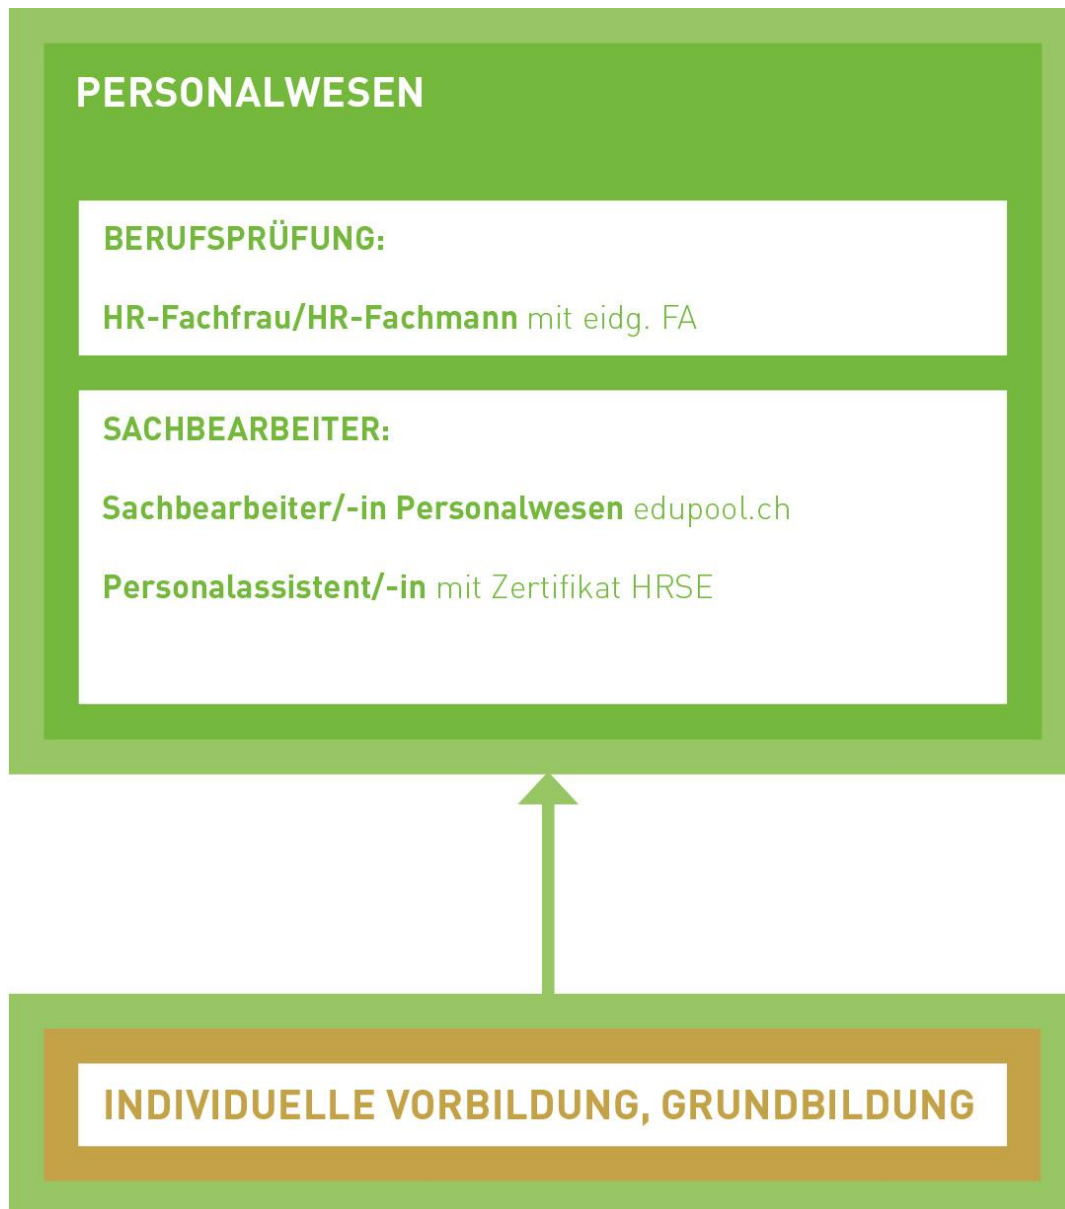 PERSONALWESEN
BERUFSPRÜFUNG:
HR-Fachfrau/HR-Fachmann mit eidg. FA
SACHBEARBEITER:
Sachbearbeiter/-in Personalwesen edupool.ch
Personalassistent/-in mit Zertifikat HRSE
INDIVIDUELLE VORBILDUNG, GRUNDBILDUNG